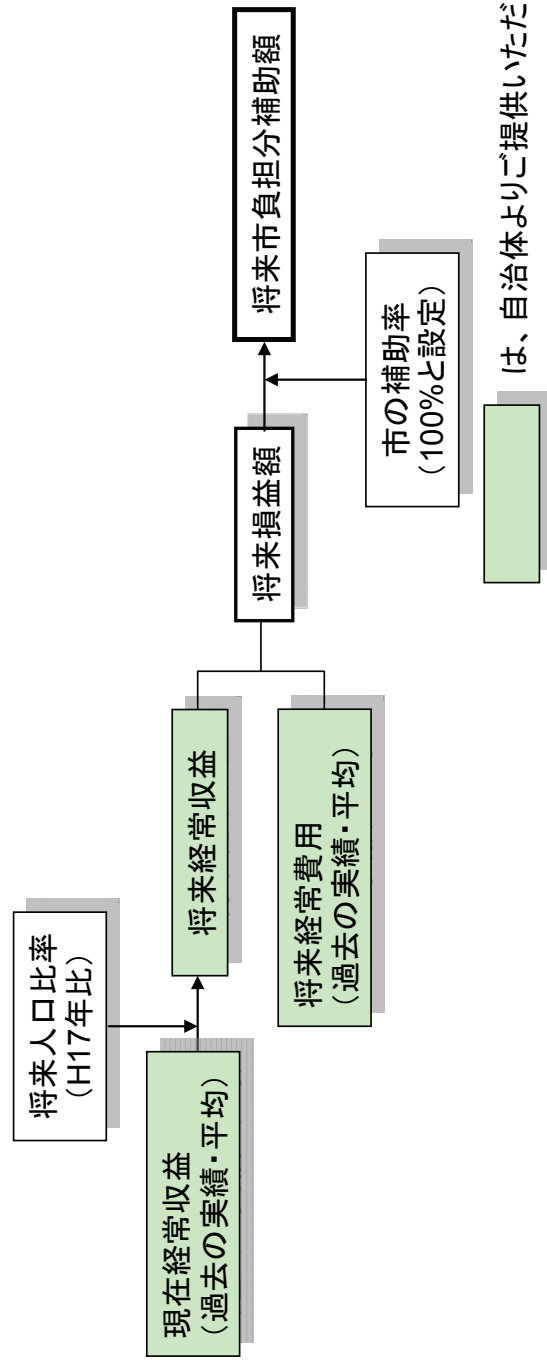 将来人口比率
（H17年比）
現在経常収益
（過去の実績・平均）
将来経常収益
将来経常費用
（過去の実績・平均）
将来損益額
市の補助率
（100%と設定）
将来市負担分補助額
は、自治体よりご提供いただ